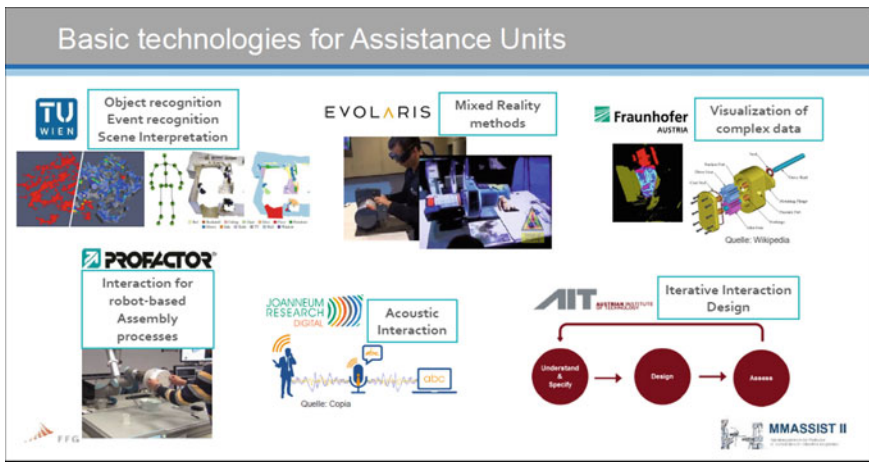 Basic technologies for Assistance Units
TU
WIEN
Object recognition
Event recognition
Scene Interpretation
EVOLARIS
Mixed Reality
methods
Fraunhofer
AUSTRIA
Visualization of
complex data
Quelle: Wikipedia
PROFACTOR
Interaction for
robot-based
Assembly
processes
JOANNEUM
RESEARCH
DIGITAL
Acoustic
Interaction
abc
abc
Quelle: Copia
AIT AUSTRIAN INSTITUTE
OF TECHNOLOGY
Iterative Interaction
Design
Understand
&
Specify
Design
Assess
FFG
MMASSIST II